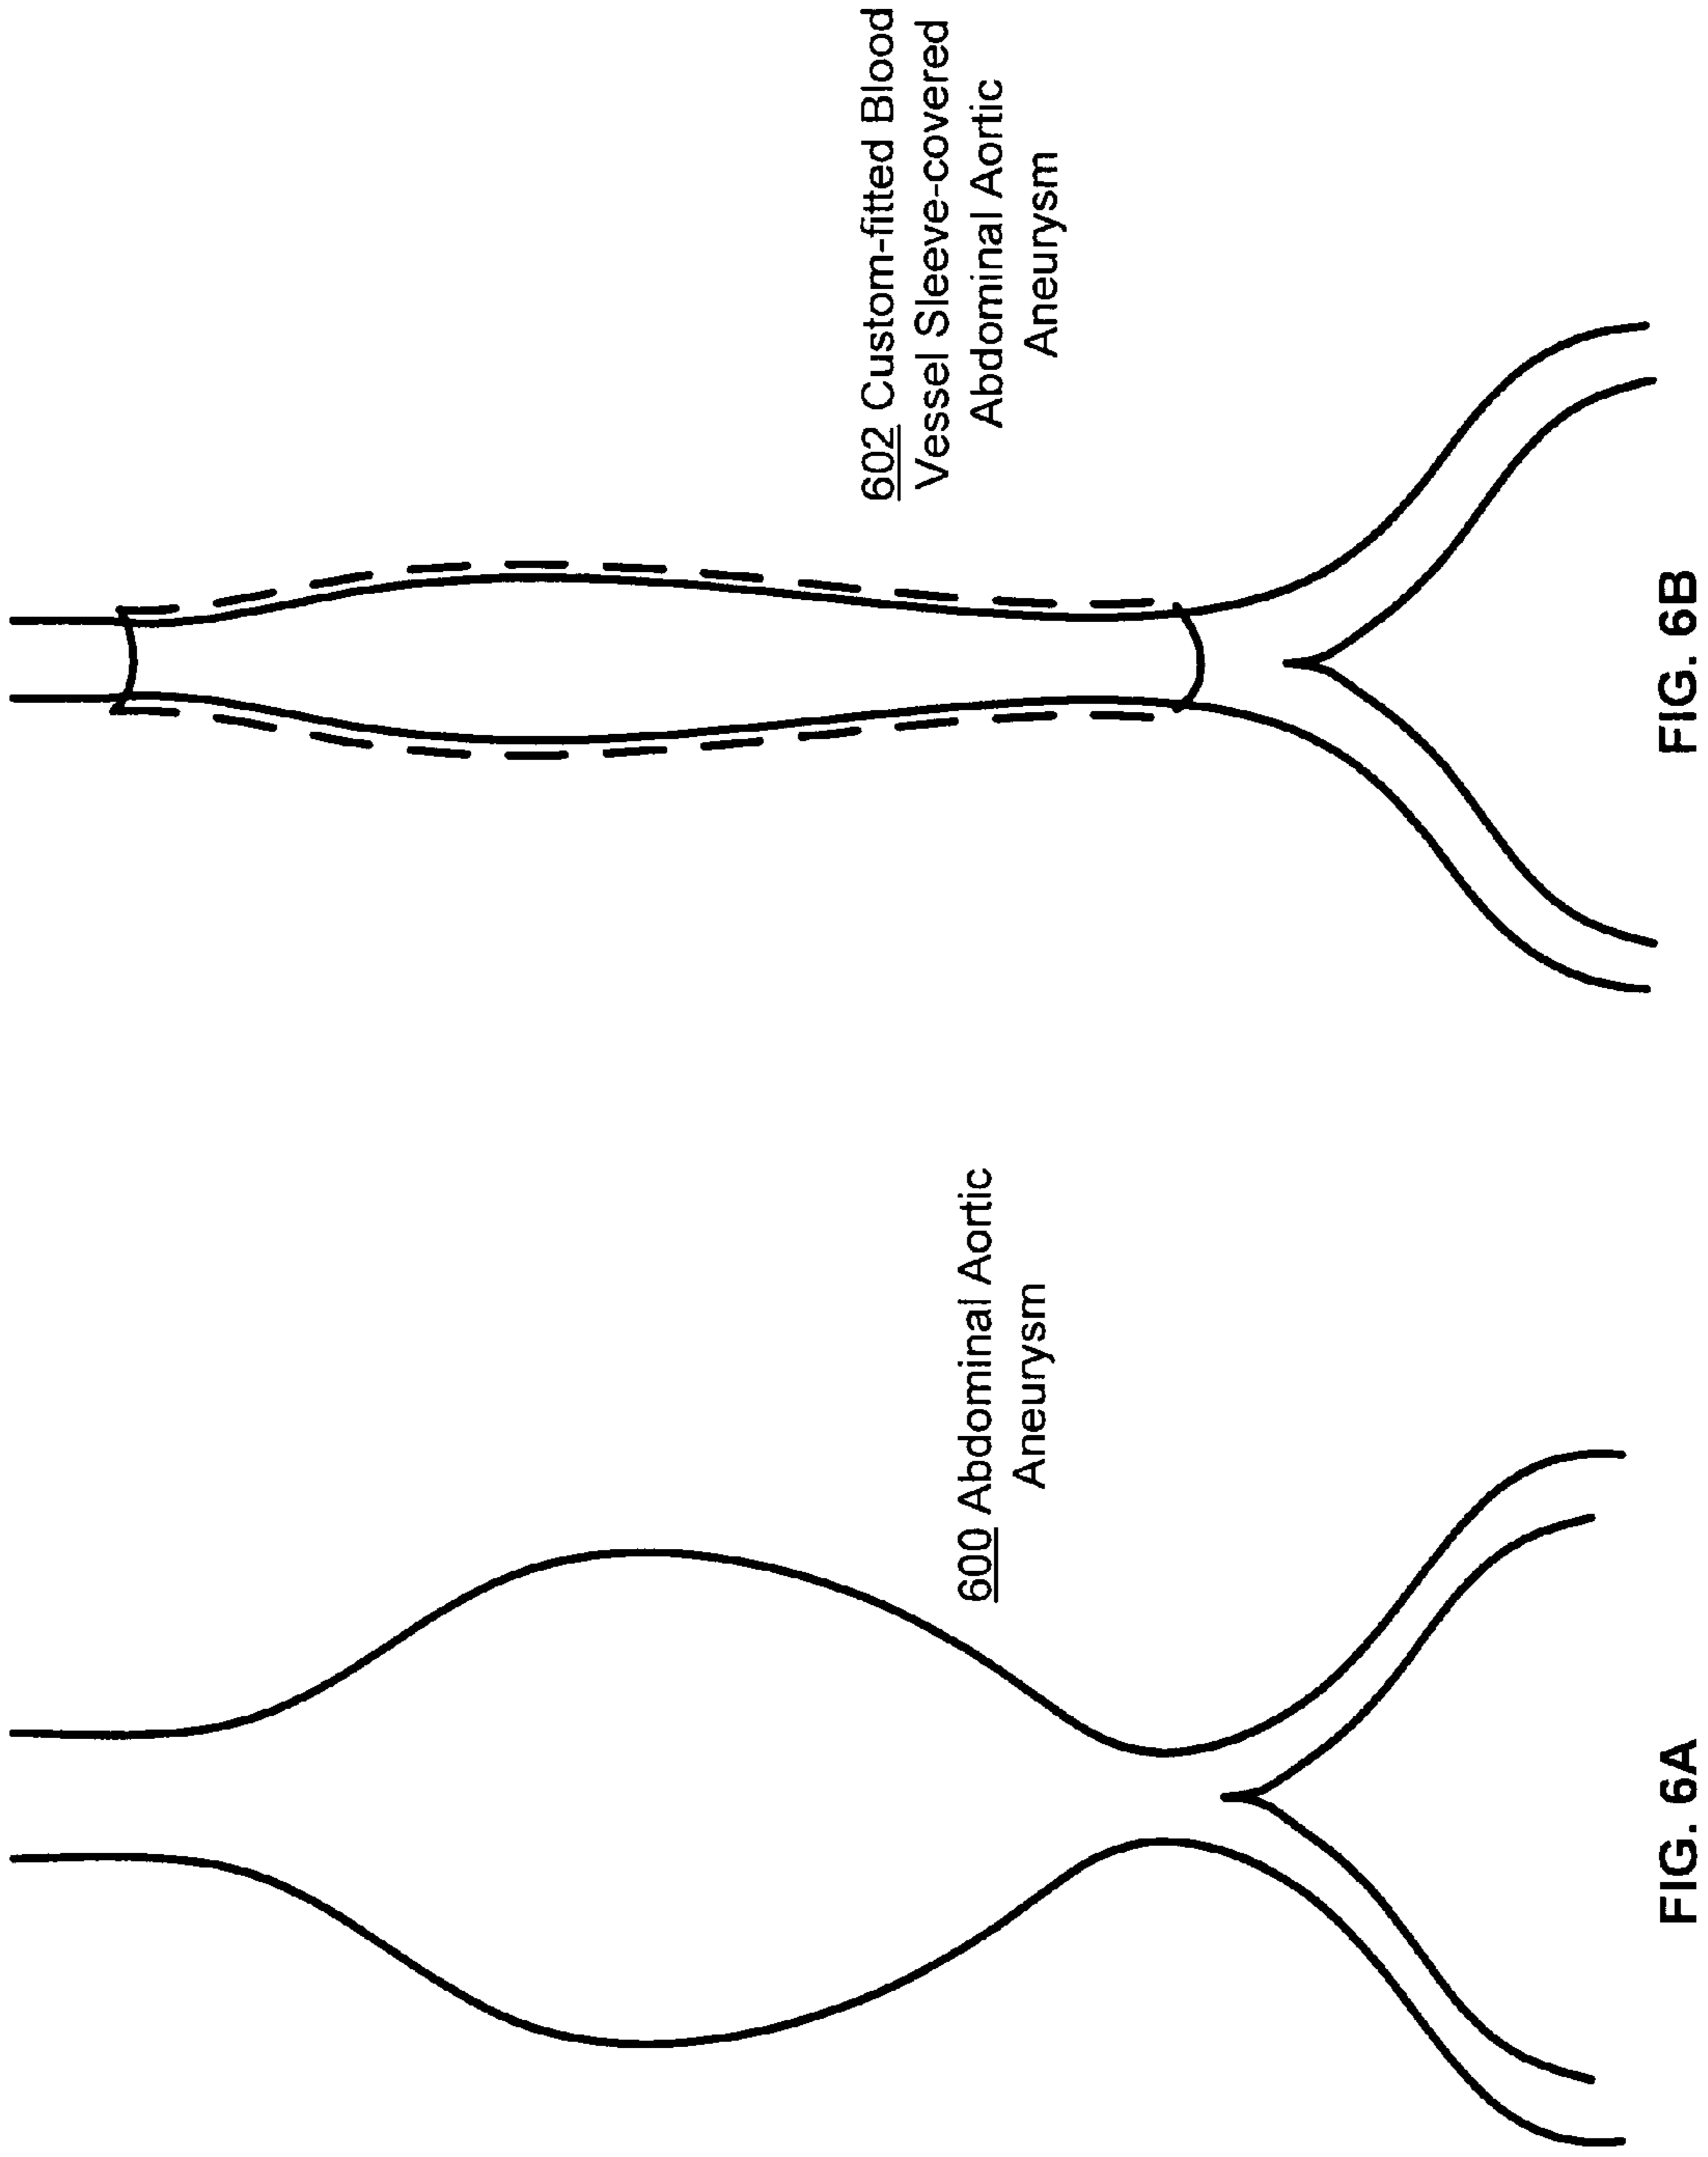 600 Abdominal Aortic
Aneurysm
FIG. 6A
602 Custom-fitted Blood
Vessel Sleeve-covered
Abdominal Aortic
Aneurysm
FIG. 6B